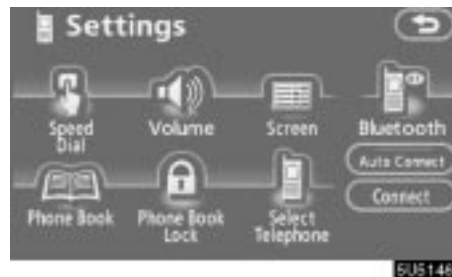 Settings
Speed
Dial
Volume
Screen
Bluetooth
Auto Connect
Connect
Phone Book
Phone Book
Lock
Select
Telephone
5U5146